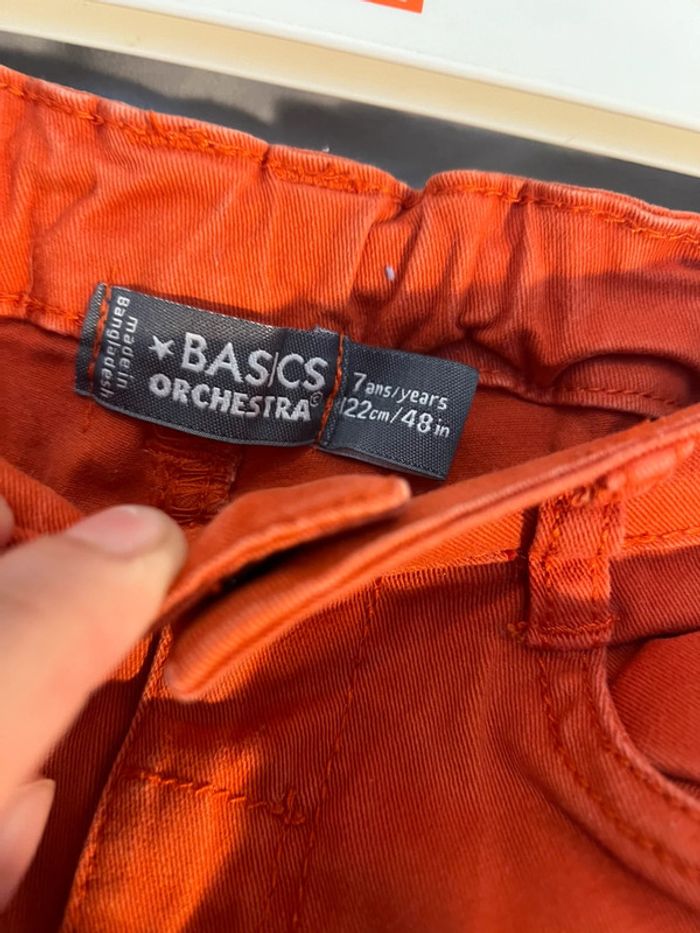 made in
Bangladesh
★BASICS
ORCHESTRA©
7 ans/years
122cm/48in